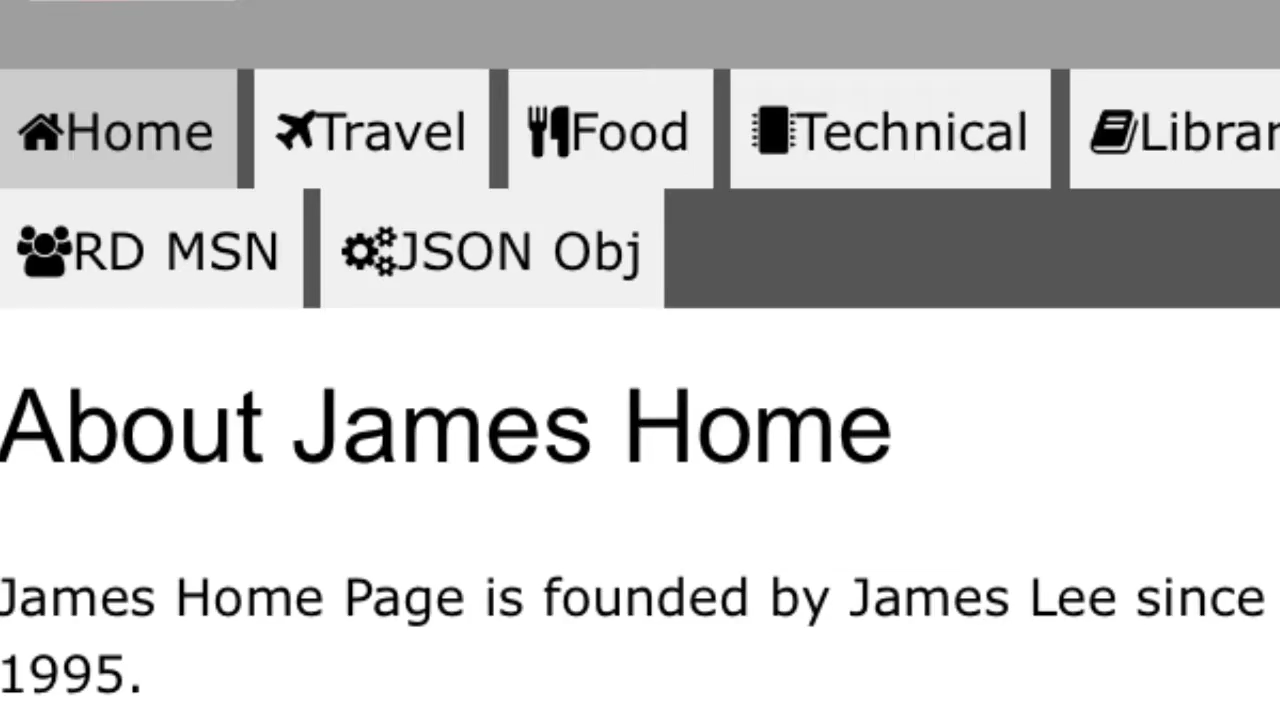 Home Travel Food Technical Librar
RD MSN JSON Obj
About James Home
James Home Page is founded by James Lee since
1995.